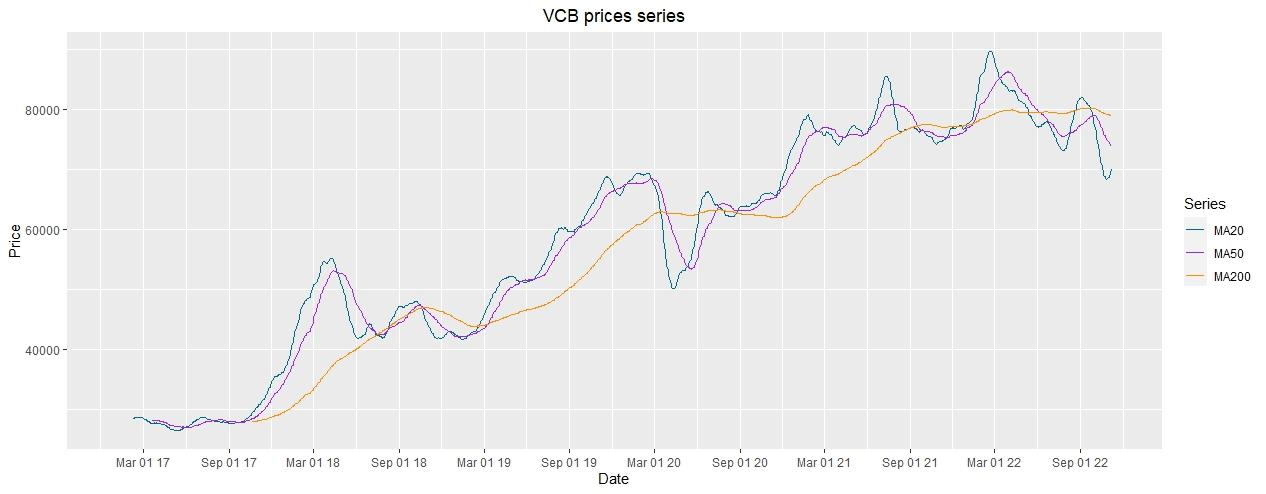 VCB prices series
Price
80000
60000
40000
Mar 01 17
Sep 01 17
Mar 01 18
Sep 01 18
Mar 01 19
Sep 01 19
Mar 01 20
Sep 01 20
Mar 01 21
Sep 01 21
Mar 01 22
Sep 01 22
Date
Series
MA20
MA50
MA200